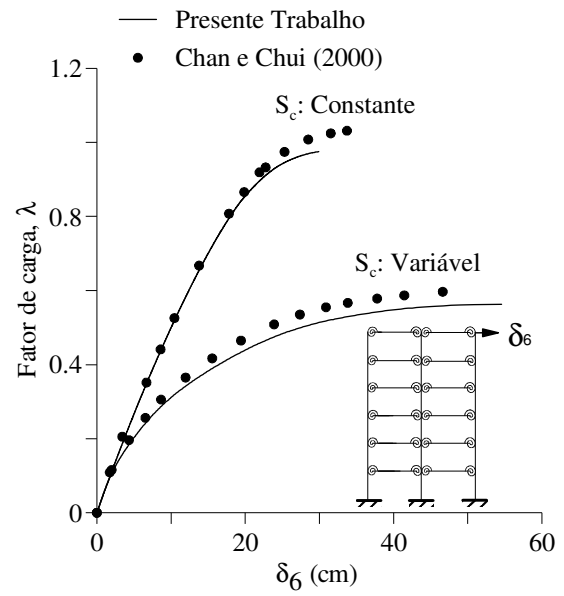 Presente Trabalho
Chan e Chui (2000)
1.2
S_c: Constante
0.8
Fator de carga, λ
S_c: Variável
δ6
0.4
0
0
20
40
60
δ6 (cm)